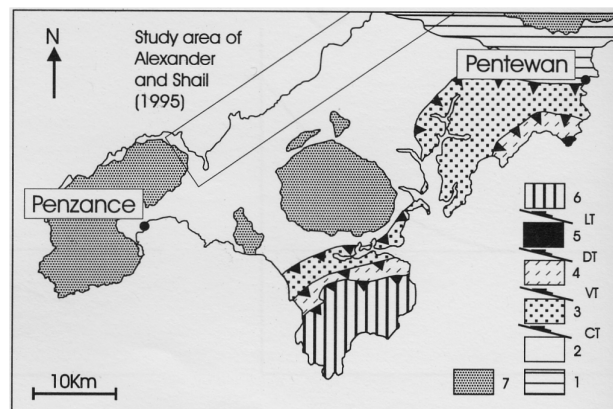 N
Study area of
Alexander
and Shail
(1995)
Pentewan
Penzance
6
LT
5
DT
4
VT
3
CT
2
10Km
7
1